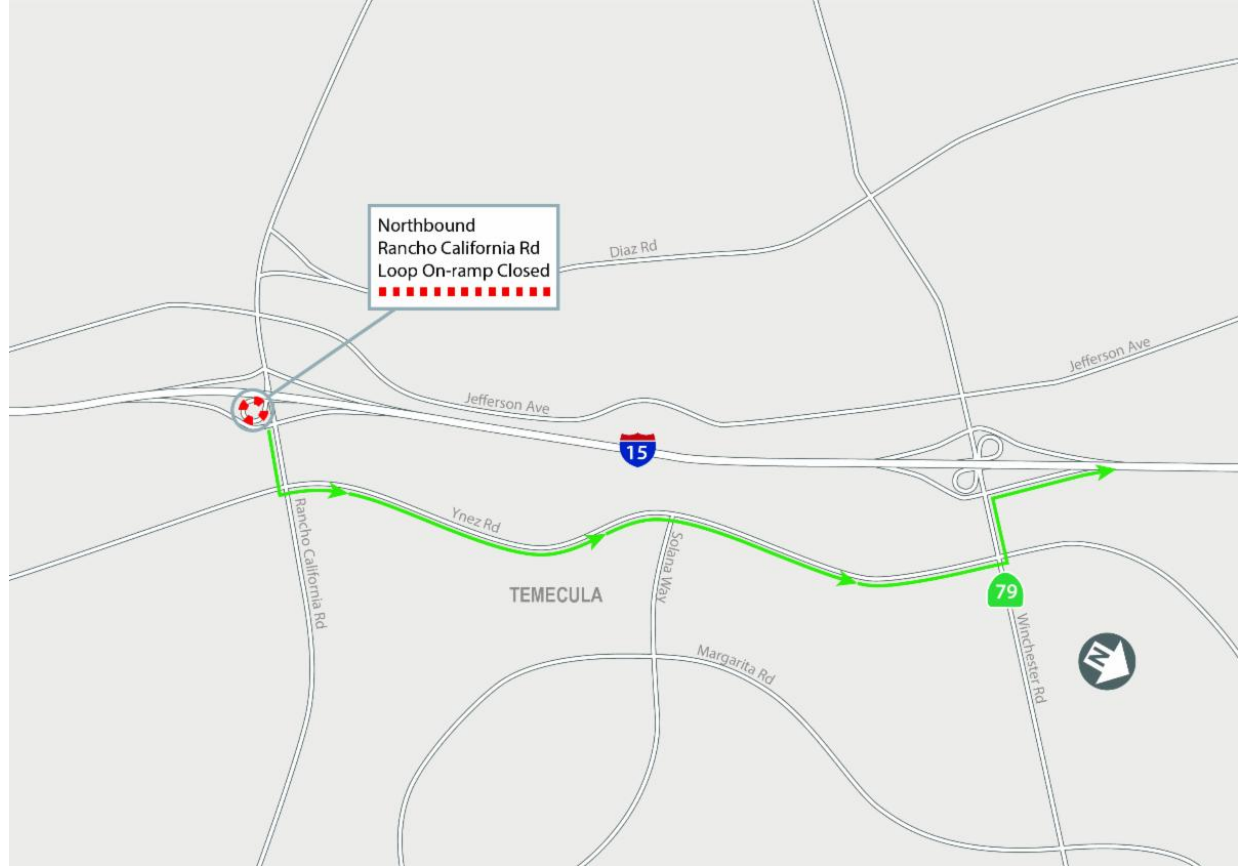 Northbound
Rancho California Rd
Loop On-ramp Closed
Diaz Rd
Jefferson Ave
Jefferson Ave
15
Ynez Rd
Rancho California Rd
Solana Way
TEMECULA
79
Winchester Rd
Margarita Rd
N